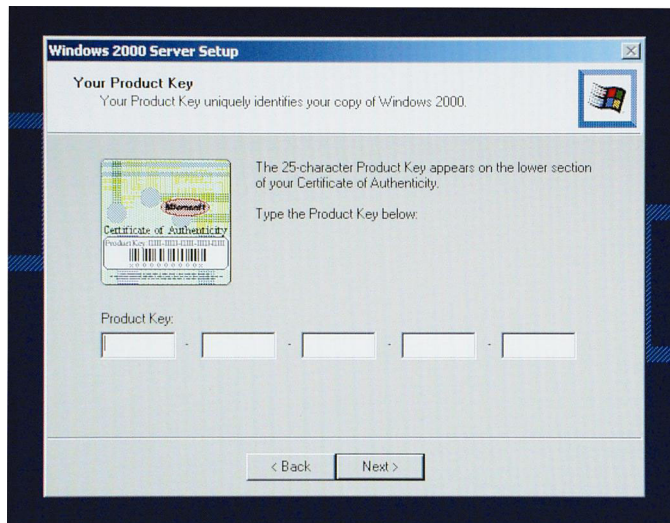 Windows 2000 Server Setup
Your Product Key
Your Product Key uniquely identifies your copy of Windows 2000.
The 25-character Product Key appears on the lower section
of your Certificate of Authenticity.
Type the Product Key below:
Microsoft
Certificate of Authenticity
Product Key
Product Key:
- - - -
< Back
Next >